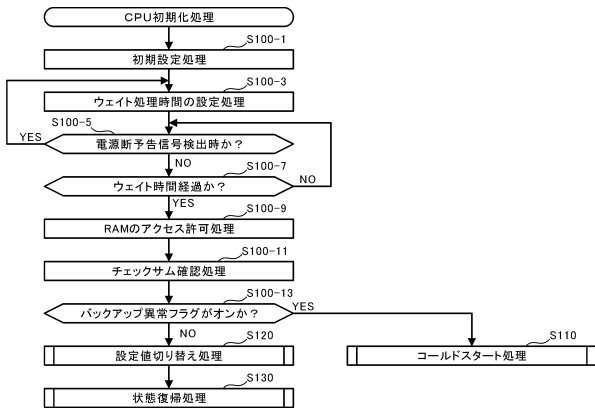 CPU初期化処理
S100-1
初期設定処理
S100-3
ウェイト処理時間の設定処理
S100-5
YES
電源断予告信号検出時か？
NO
S100-7
ウェイト時間経過か？
NO
YES
S100-9
RAMのアクセス許可処理
S100-11
チェックサム確認処理
S100-13
バックアップ異常フラグがオンか？
YES
NO
S120
設定値切り替え処理
S110
コールドスタート処理
S130
状態復帰処理